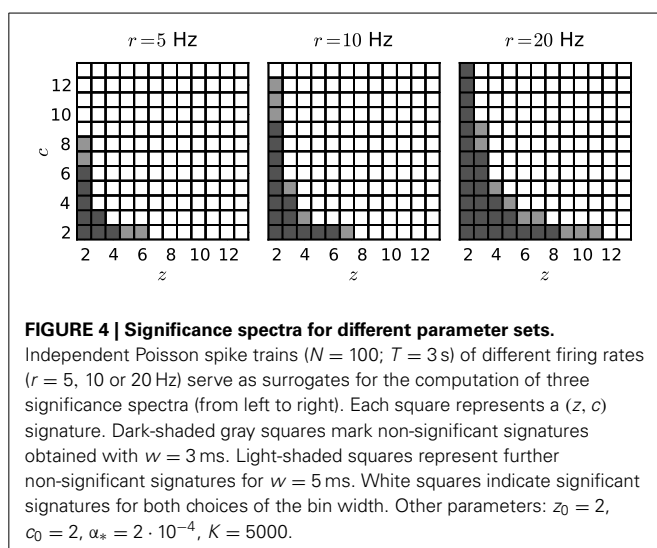 r = 5 Hz
r = 10 Hz
r = 20 Hz
12
10
8
6
4
2
c
2 4 6 8 10 12
2 4 6 8 10 12
2 4 6 8 10 12
z
z
z
FIGURE 4 | Significance spectra for different parameter sets.
Independent Poisson spike trains (N = 100; T = 3 s) of different firing rates
(r = 5, 10 or 20 Hz) serve as surrogates for the computation of three
significance spectra (from left to right). Each square represents a (z, c)
signature. Dark-shaded gray squares mark non-significant signatures
obtained with w = 3 ms. Light-shaded squares represent further
non-significant signatures for w = 5 ms. White squares indicate significant
signatures for both choices of the bin width. Other parameters: z₀ = 2,
c₀ = 2, α* = 2 · 10⁻⁴, K = 5000.